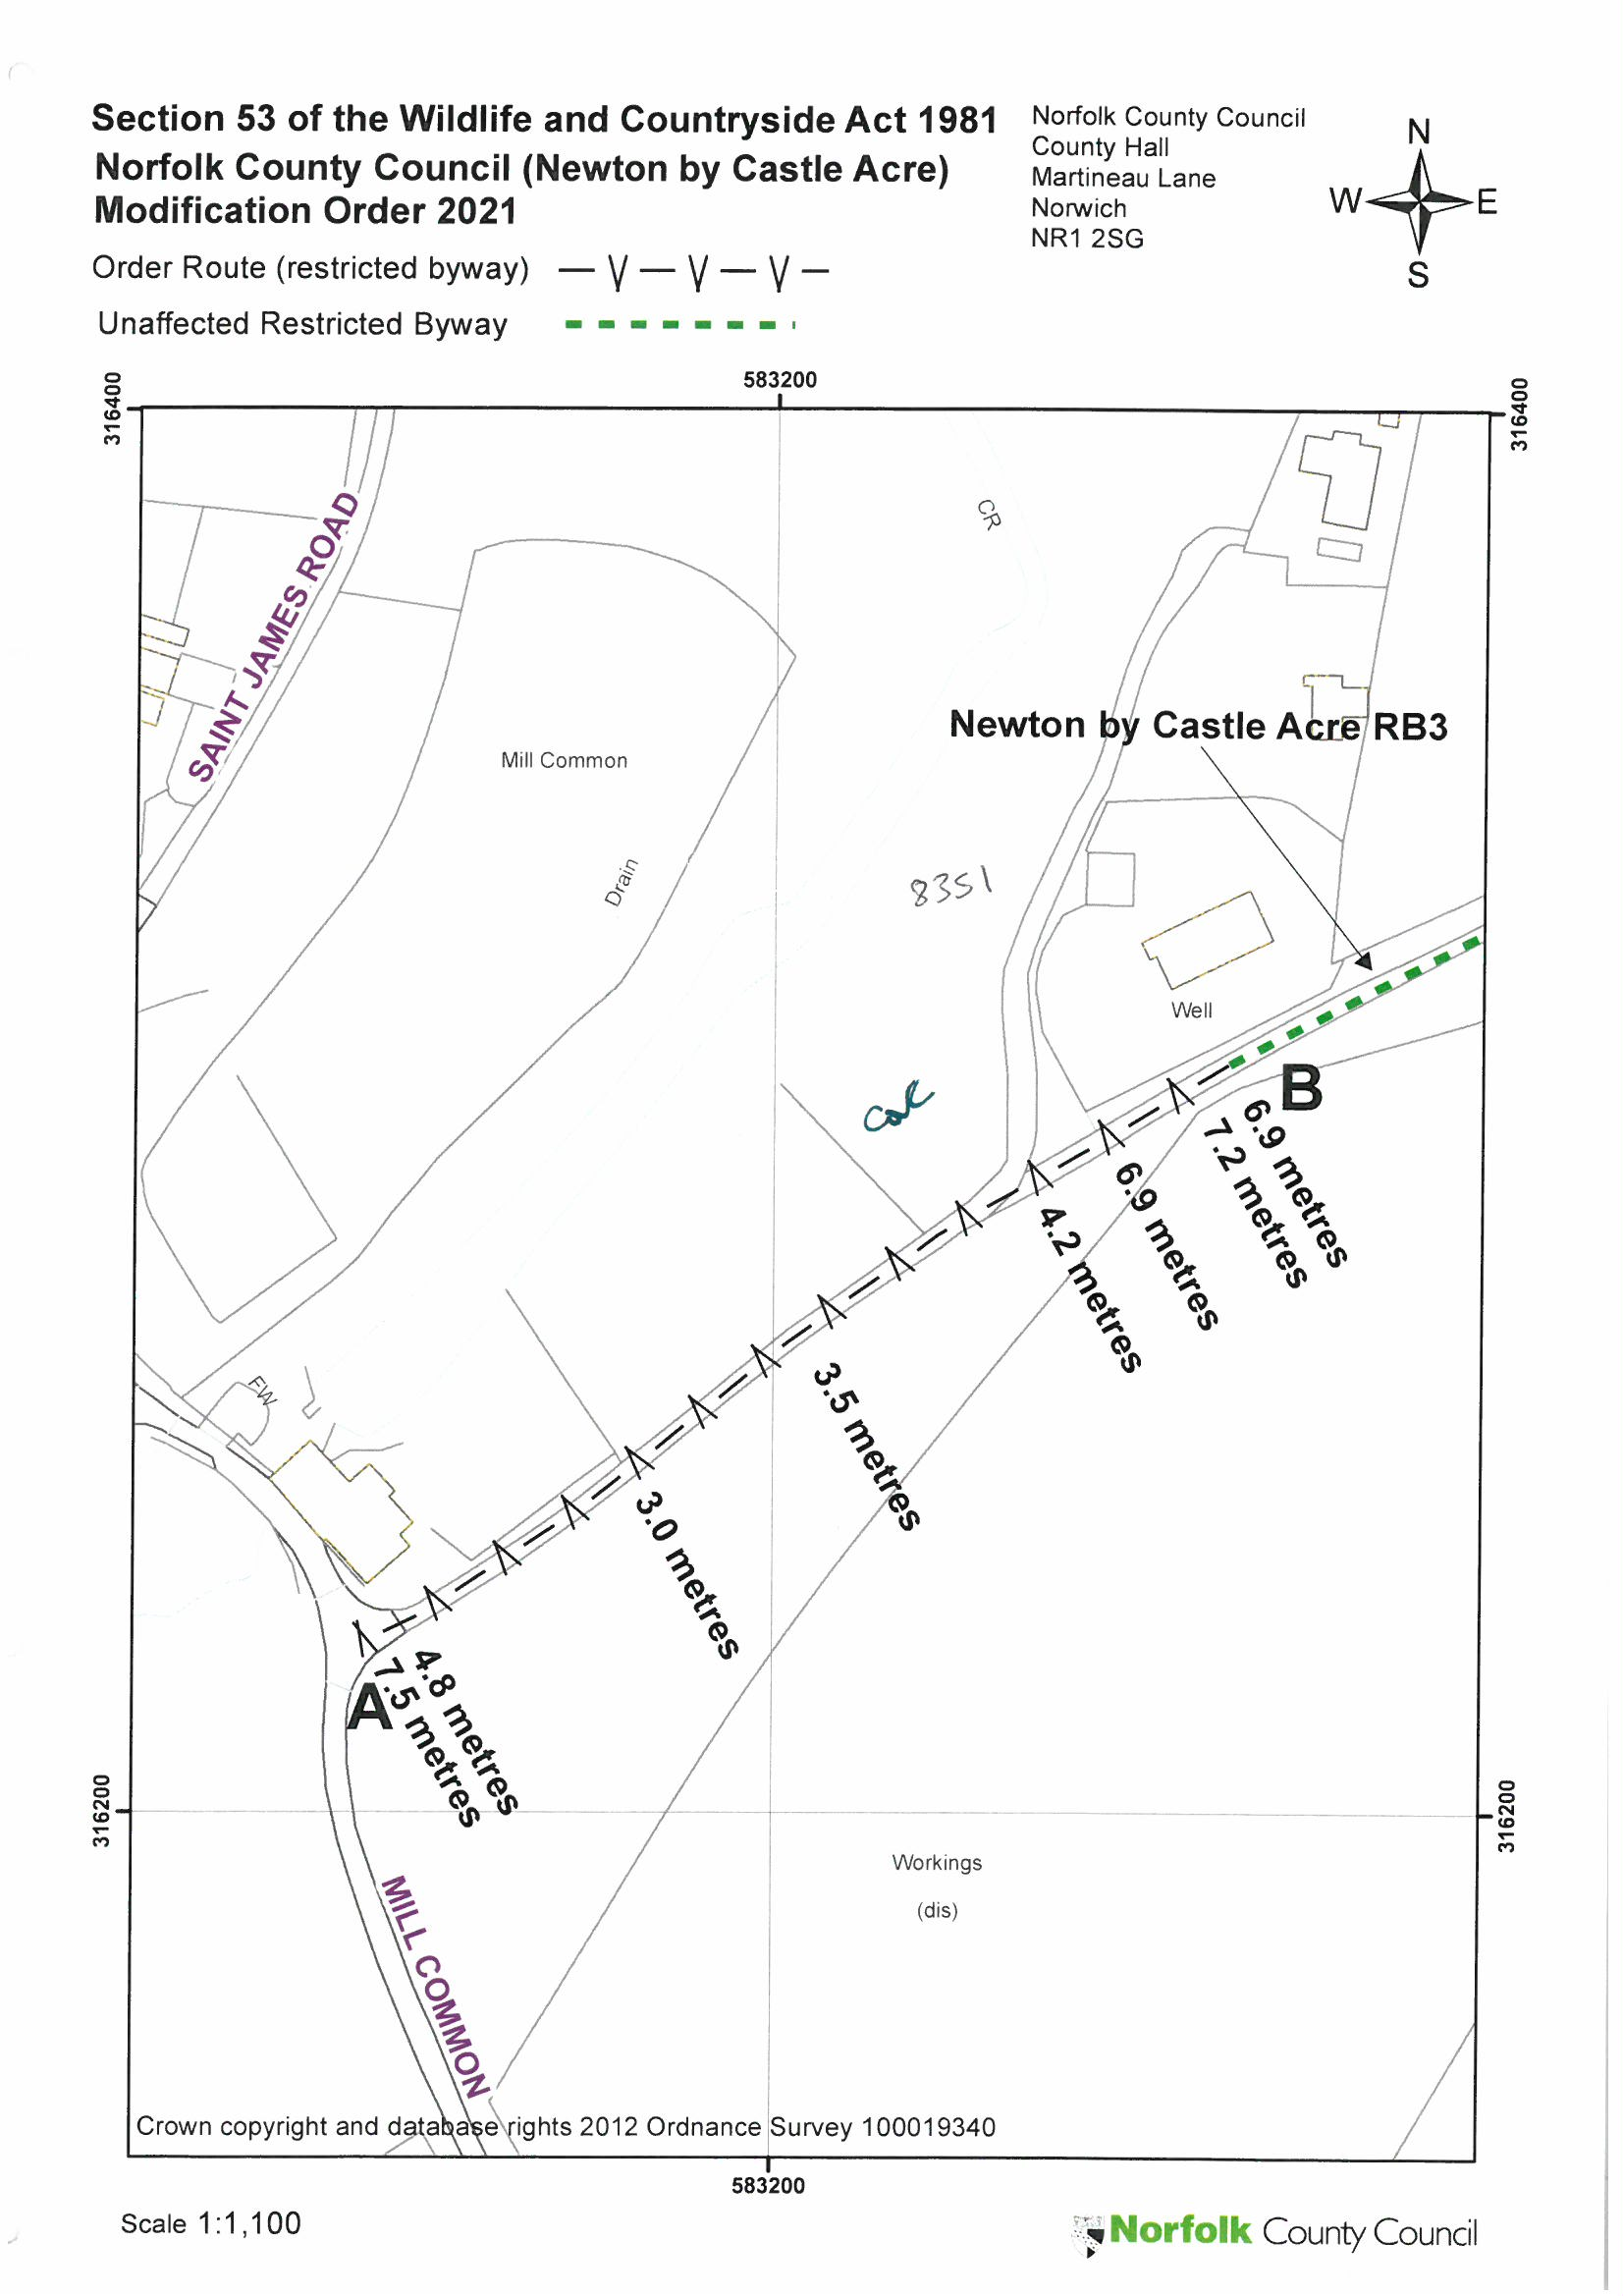 Section 53 of the Wildlife and Countryside Act 1981
Norfolk County Council (Newton by Castle Acre)
Modification Order 2021
Order Route (restricted byway) — V — V — V —
Unaffected Restricted Byway
Norfolk County Council
County Hall
Martineau Lane
Norwich
NR1 2SG
N
W
E
S
583200
316400
316400
SAINT JAMES ROAD
CR
Mill Common
Newton by Castle Acre RB3
Drain
8351
Well
B
6.9 metres
7.2 metres
6.9 metres
4.2 metres
3.5 metres
FW
3.0 metres
4.8 metres
7.5 metres
A
316200
316200
Workings
(dis)
MILL COMMON
Crown copyright and database rights 2012 Ordnance Survey 100019340
583200
Scale 1:1,100
Norfolk County Council